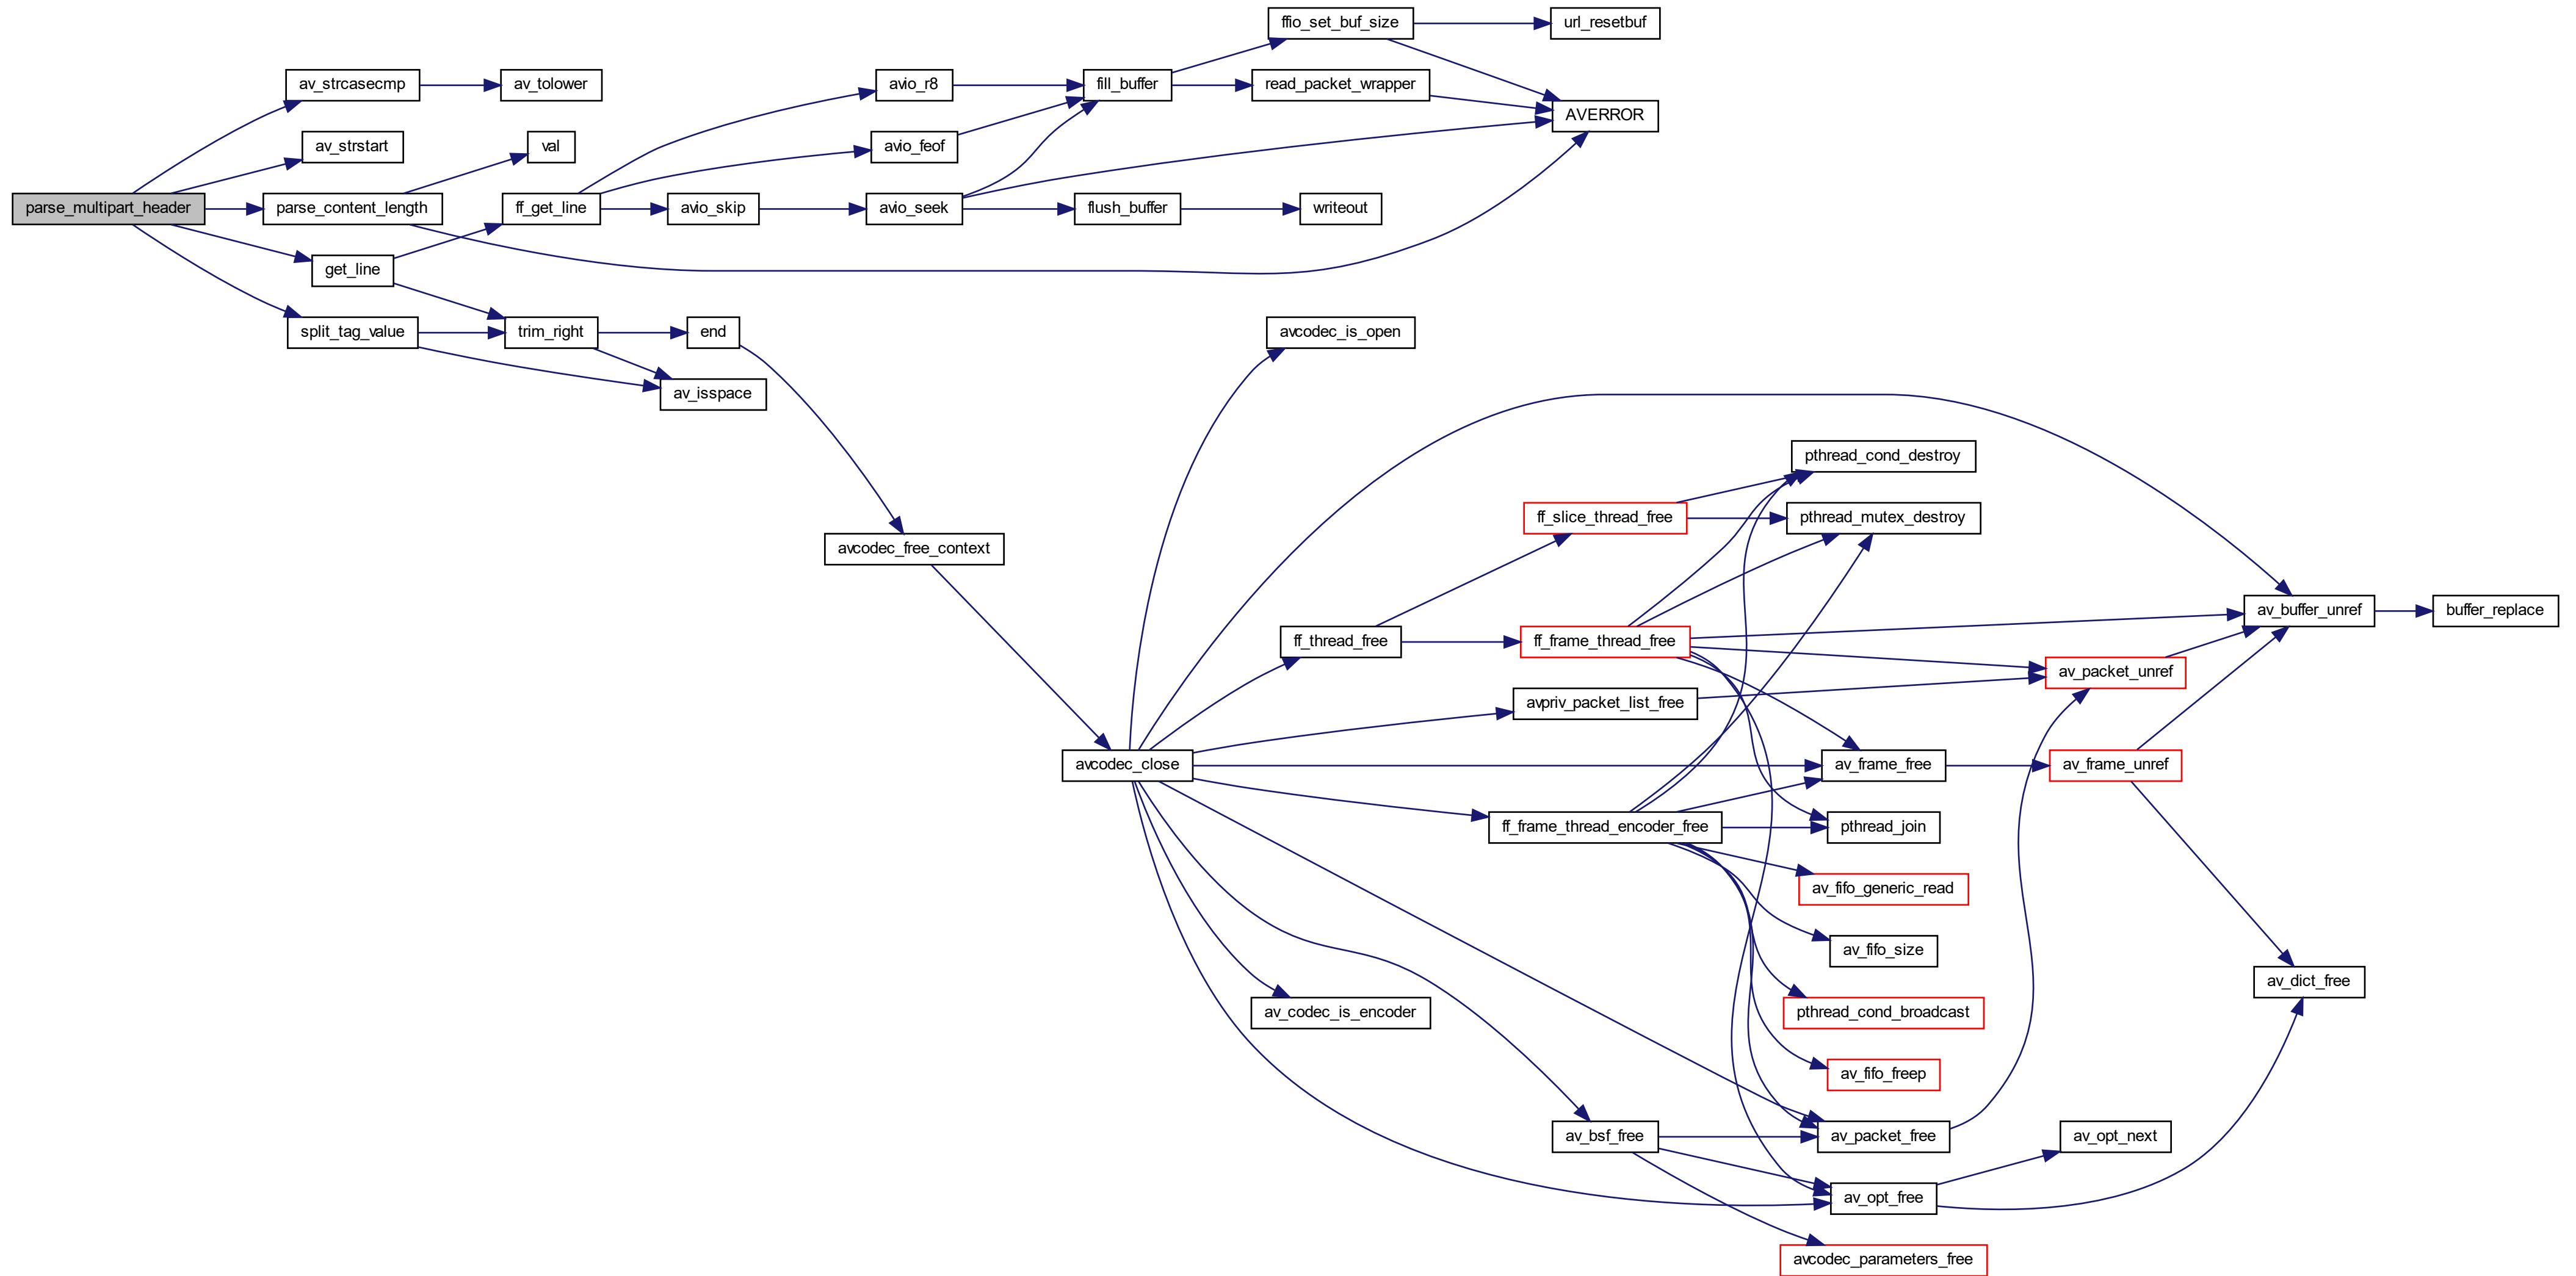 ffio_set_buf_size
url_resetbuf
av_strcasecmp
av_tolower
avio_r8
fill_buffer
read_packet_wrapper
AVERROR
av_strstart
val
avio_feof
parse_multipart_header
parse_content_length
ff_get_line
avio_skip
avio_seek
flush_buffer
writeout
get_line
split_tag_value
trim_right
end
avcodec_is_open
av_isspace
pthread_cond_destroy
ff_slice_thread_free
pthread_mutex_destroy
avcodec_free_context
av_buffer_unref
buffer_replace
ff_thread_free
ff_frame_thread_free
av_packet_unref
avpriv_packet_list_free
avcodec_close
av_frame_free
av_frame_unref
ff_frame_thread_encoder_free
pthread_join
av_fifo_generic_read
av_fifo_size
av_dict_free
av_codec_is_encoder
pthread_cond_broadcast
av_fifo_freep
av_bsf_free
av_packet_free
av_opt_next
av_opt_free
avcodec_parameters_free